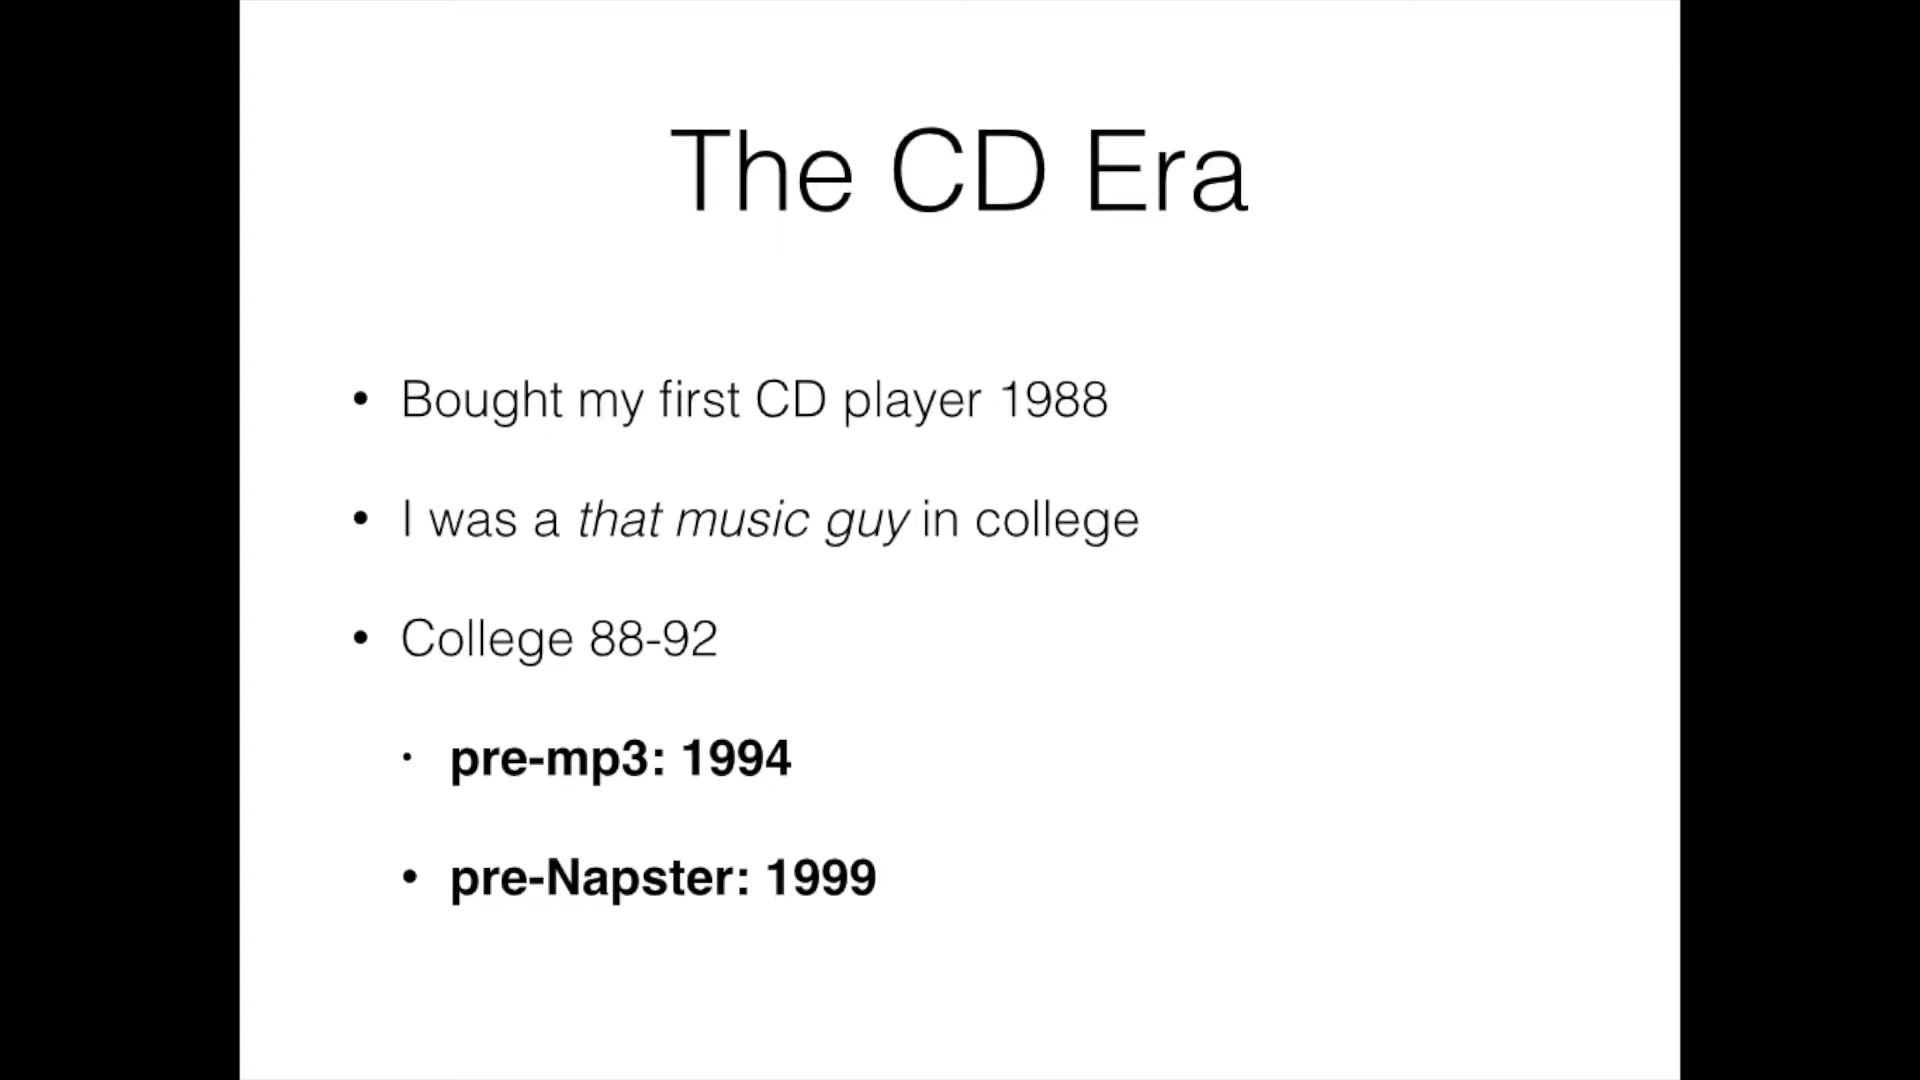 The CD Era
• Bought my first CD player 1988
• I was a that music guy in college
• College 88-92
• pre-mp3: 1994
• pre-Napster: 1999